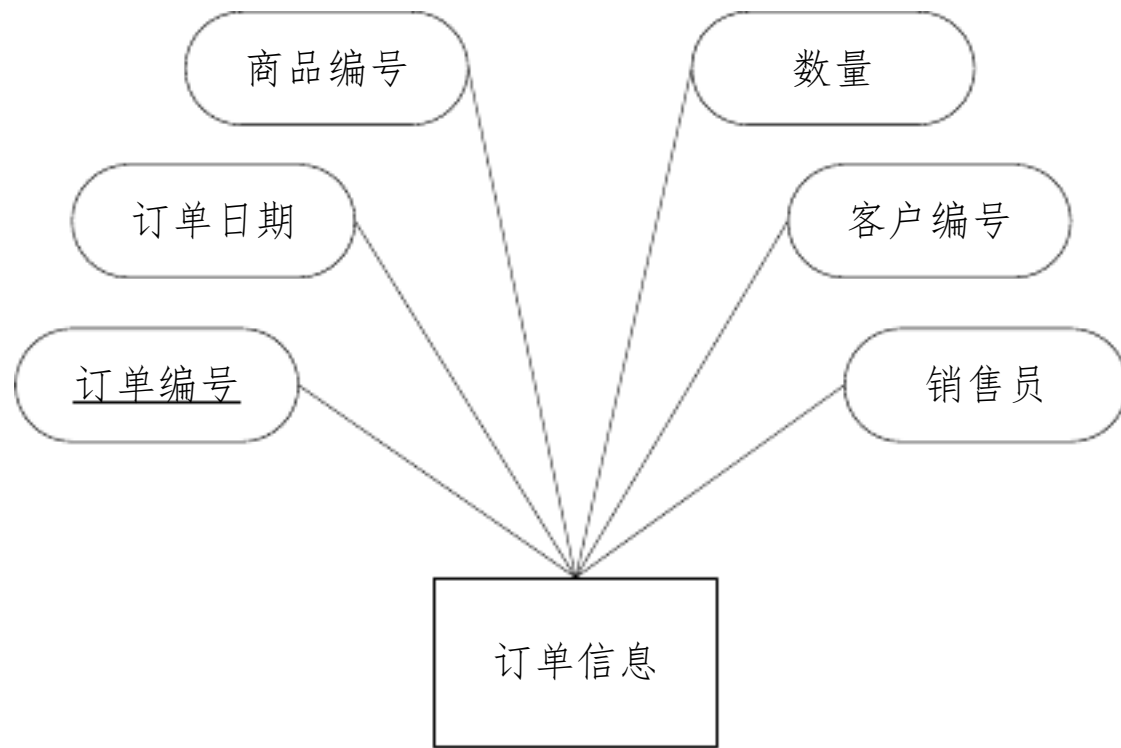 商品编号
数量
订单日期
客户编号
订单编号
销售员
订单信息